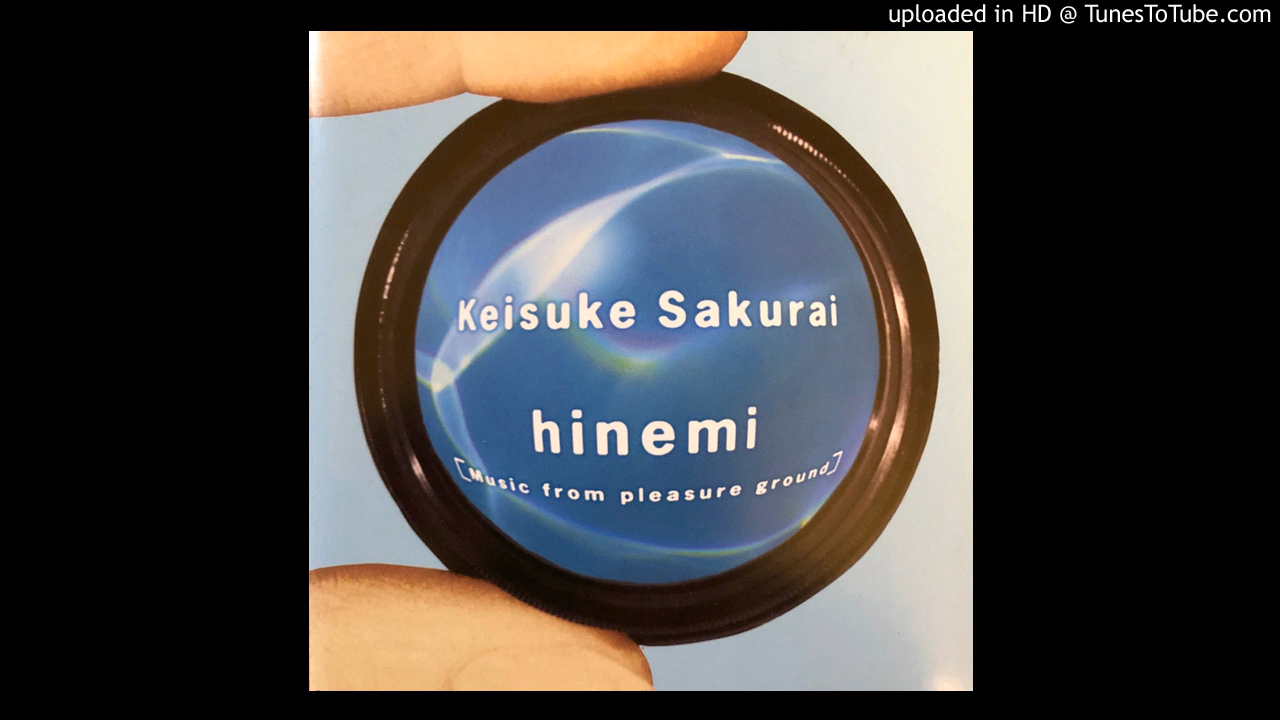 uploaded in HD @ TunesToTube.com
Keisuke Sakurai
hinemi
[Music from pleasure ground]